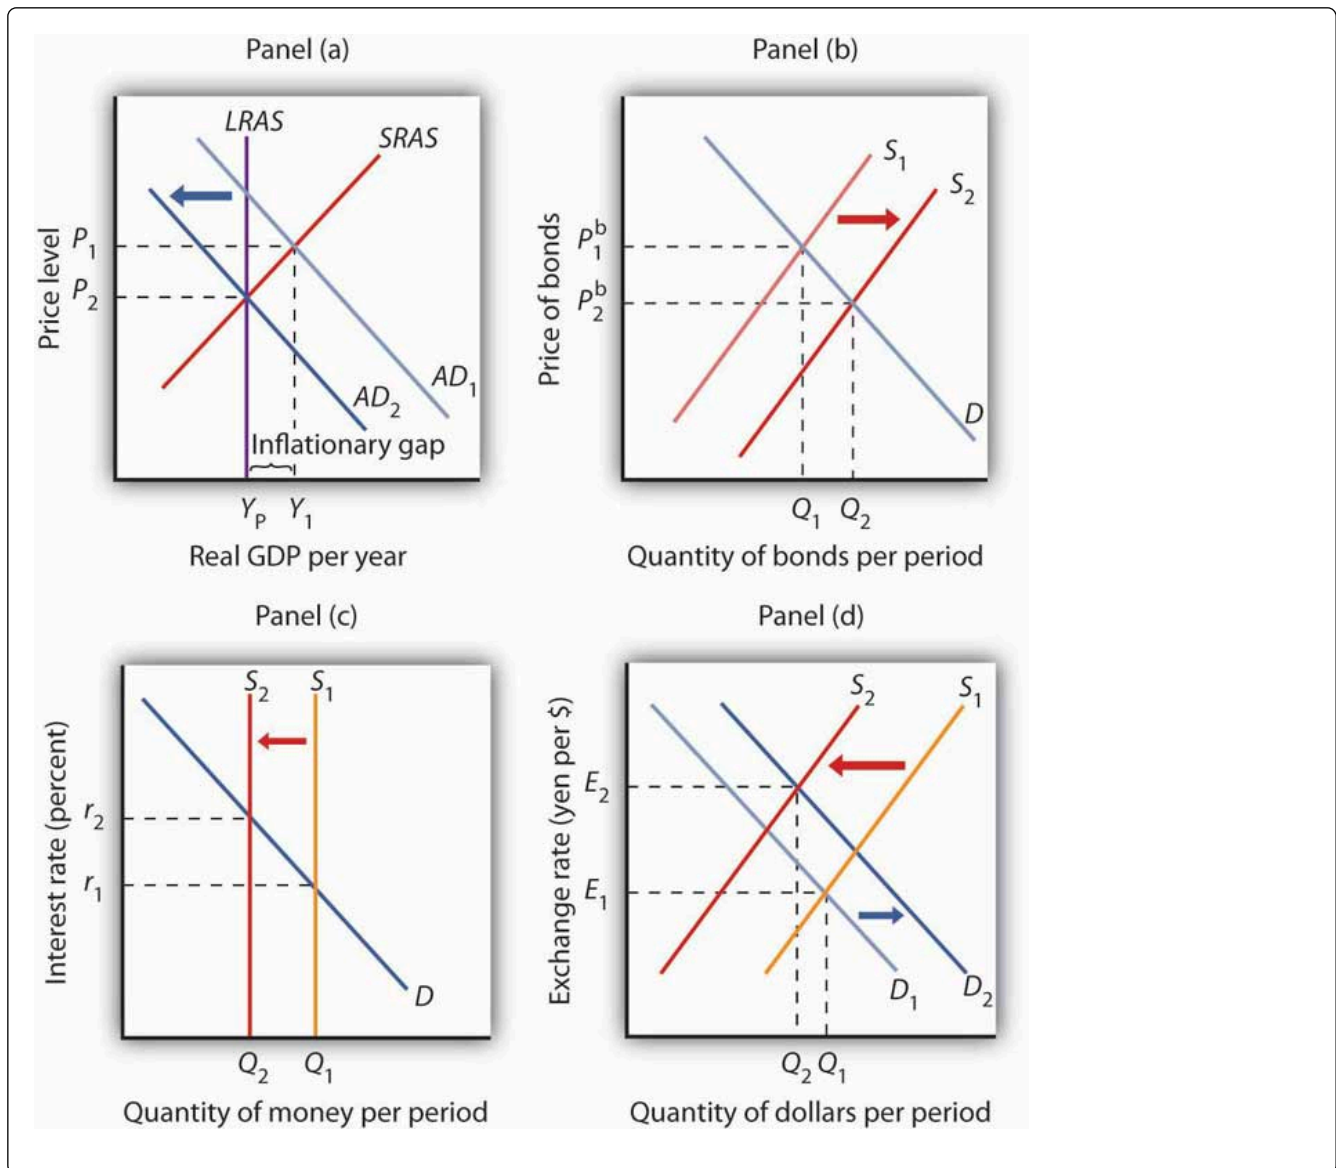 Panel (a)
LRAS
SRAS
Price level
P1
P2
AD1
AD2
Inflationary gap
YP Y1
Real GDP per year
Panel (b)
S1
S2
Price of bonds
Pb1
Pb2
D
Q1 Q2
Quantity of bonds per period
Panel (c)
S2 S1
Interest rate (percent)
r2
r1
D
Q2 Q1
Quantity of money per period
Panel (d)
S2 S1
Exchange rate (yen per $)
E2
E1
D1 D2
Q2 Q1
Quantity of dollars per period